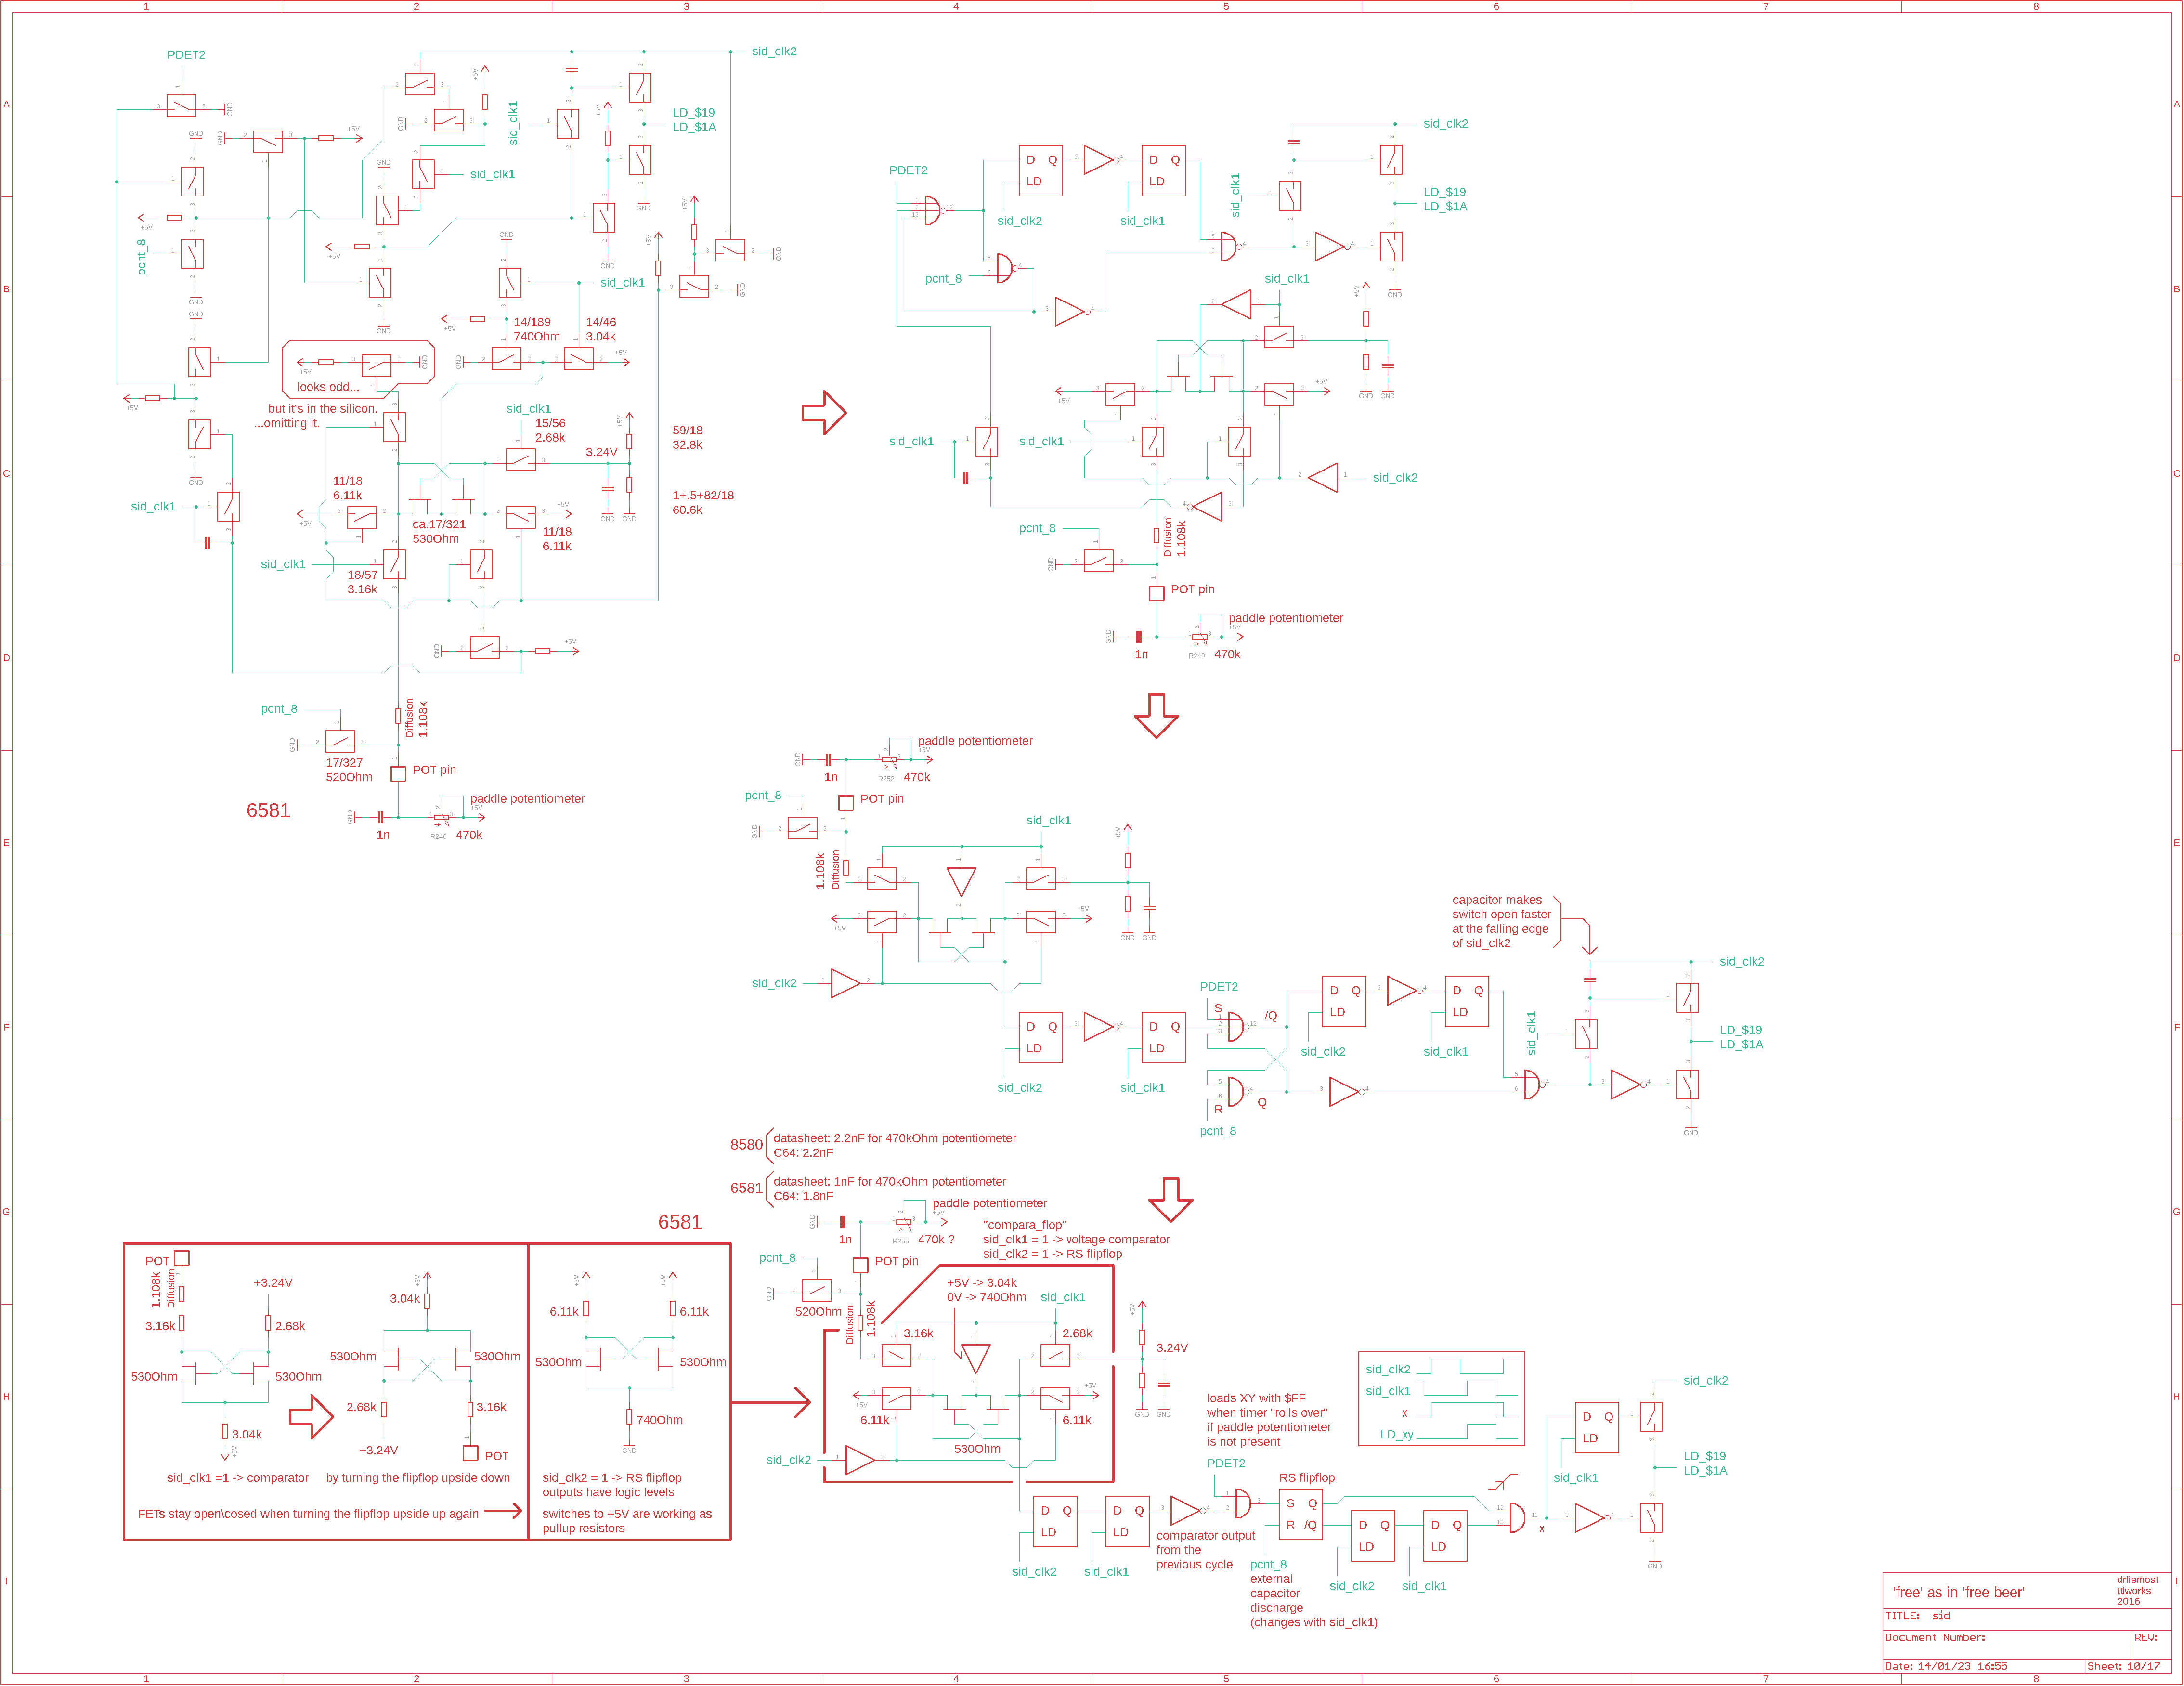 1 2 3 4 5 6 7 8
PDET2
sid_clk2
sid_clk1
LD_$19
LD_$1A
sid_clk1
pcnt_8
sid_clk1
14/189
740Ohm
14/46
3.04k
looks odd...
but it's in the silicon.
...omitting it.
sid_clk1
15/56
2.68k
3.24V
59/18
32.8k
1+.5+82/18
60.6k
11/18
6.11k
sid_clk1
ca.17/321
530Ohm
11/18
6.11k
sid_clk1
18/57
3.16k
pcnt_8
Diffusion
1.108k
17/327
520Ohm
POT pin
6581
paddle potentiometer
1n
R246
470k
PDET2
sid_clk2
sid_clk1
sid_clk1
sid_clk2
LD_$19
LD_$1A
pcnt_8
sid_clk1
sid_clk1
sid_clk1
sid_clk2
pcnt_8
Diffusion
1.108k
POT pin
paddle potentiometer
1n
R249
470k
paddle potentiometer
1n
R252
470k
pcnt_8
POT pin
1.108k
Diffusion
sid_clk1
sid_clk2
capacitor makes
switch open faster
at the falling edge
of sid_clk2
D Q
LD
sid_clk2
D Q
LD
sid_clk1
PDET2
S
/Q
R
Q
pcnt_8
D Q
LD
sid_clk2
D Q
LD
sid_clk1
sid_clk1
sid_clk2
LD_$19
LD_$1A
8580
datasheet: 2.2nF for 470kOhm potentiometer
C64: 2.2nF
6581
datasheet: 1nF for 470kOhm potentiometer
C64: 1.8nF
6581
paddle potentiometer
1n
R255
470k ?
"compara_flop"
sid_clk1 = 1 -> voltage comparator
sid_clk2 = 1 -> RS flipflop
pcnt_8
POT pin
520Ohm
Diffusion
1.108k
+5V -> 3.04k
0V -> 740Ohm
sid_clk1
3.16k
2.68k
3.24V
6.11k
6.11k
530Ohm
sid_clk2
POT
1.108k
Diffusion
+3.24V
3.16k
2.68k
530Ohm
530Ohm
3.04k
3.04k
530Ohm
530Ohm
2.68k
3.16k
+3.24V
POT
sid_clk1 =1 -> comparator
by turning the flipflop upside down
FETs stay open\cosed when turning the flipflop upside up again
6.11k
6.11k
530Ohm
530Ohm
740Ohm
sid_clk2 = 1 -> RS flipflop
outputs have logic levels
switches to +5V are working as
pullup resistors
loads XY with $FF
when timer "rolls over"
if paddle potentiometer
is not present
PDET2
RS flipflop
S Q
R /Q
D Q
LD
sid_clk2
D Q
LD
sid_clk1
comparator output
from the
previous cycle
pcnt_8
external
capacitor
discharge
(changes with sid_clk1)
D Q
LD
sid_clk2
D Q
LD
sid_clk1
x
sid_clk2
sid_clk1
x
LD_xy
D Q
LD
sid_clk1
sid_clk2
LD_$19
LD_$1A
'free' as in 'free beer'
drfiemost
ttlworks
2016
TITLE: sid
Document Number:
REV:
Date: 14/01/23 16:55
Sheet: 10/17
1 2 3 4 5 6 7 8